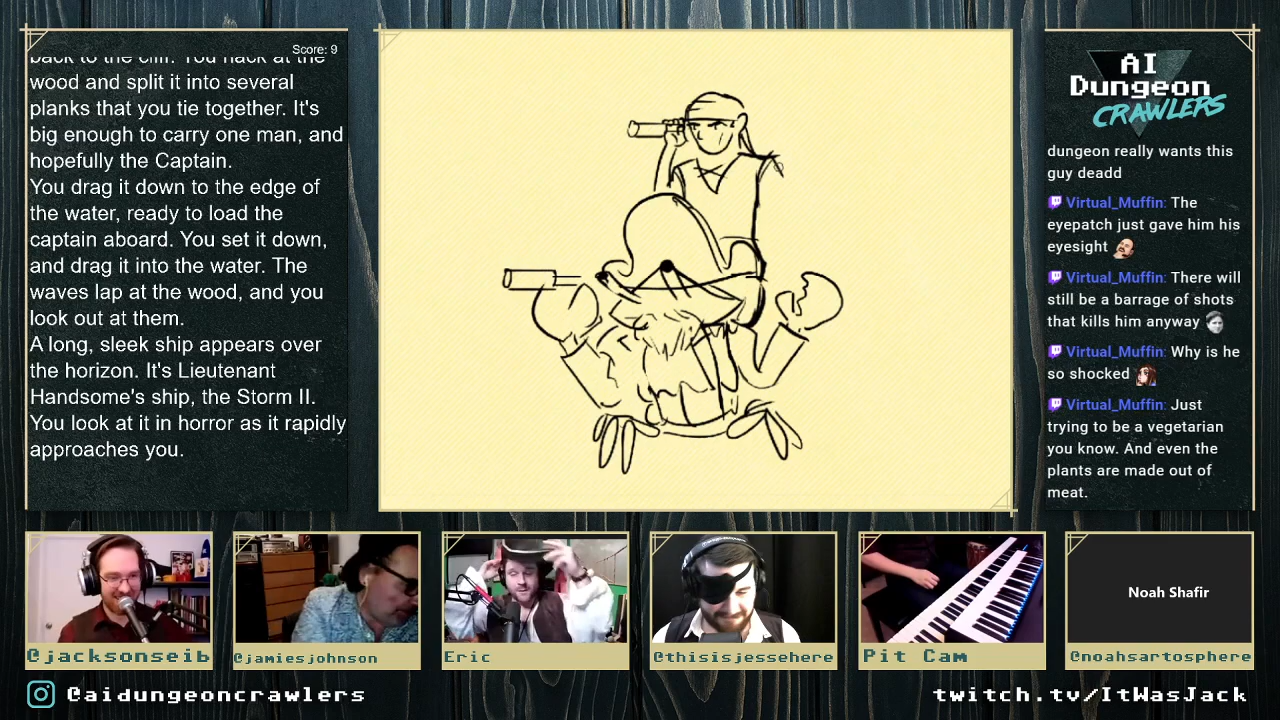 Score: 9
back to the cliff. You hack at the
wood and split it into several
planks that you tie together. It's
big enough to carry one man, and
hopefully the Captain.
You drag it down to the edge of
the water, ready to load the
captain aboard. You set it down,
and drag it into the water. The
waves lap at the wood, and you
look out at them.
A long, sleek ship appears over
the horizon. It's Lieutenant
Handsome's ship, the Storm II.
You look at it in horror as it rapidly
approaches you.
AI
Dungeon
CRAWLERS
dungeon really wants this
guy deadd
Virtual_Muffin: The
eyepatch just gave him his
eyesight
Virtual_Muffin: There will
still be a barrage of shots
that kills him anyway
Virtual_Muffin: Why is he
so shocked
Virtual_Muffin: Just
trying to be a vegetarian
you know. And even the
plants are made out of
meat.
Noah Shafir
@jacksonseib
@jamiesjohnson
Eric
@thisisjessehere
Pit Cam
@noahsartosphere
@aidungeoncrawlers
twitch.tv/ItWasJack